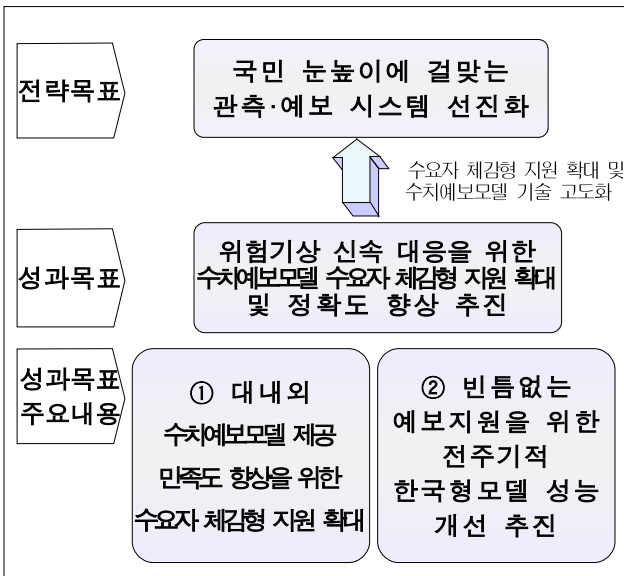 전략목표
국민 눈높이에 걸맞는
관측·예보 시스템 선진화
수요자 체감형 지원 확대 및
수치예보모델 기술 고도화
성과목표
위험기상 신속 대응을 위한
수치예보모델 수요자 체감형 지원 확대
및 정확도 향상 추진
성과목표
주요내용
① 대내외
수치예보모델 제공
만족도 향상을 위한
수요자 체감형 지원 확대
② 빈틈없는
예보지원을 위한
전주기적
한국형모델 성능
개선 추진